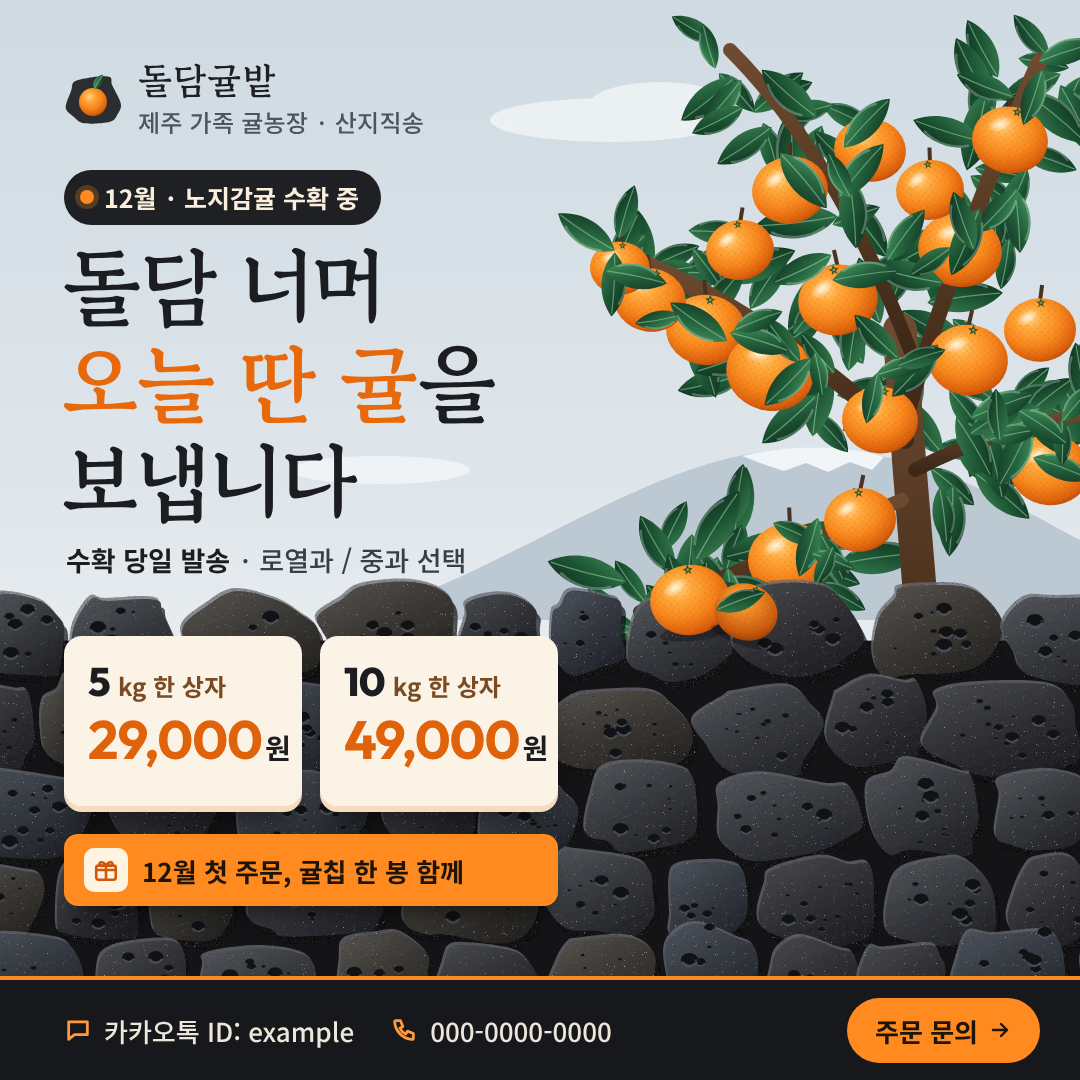 돌담귤밭
제주 가족 귤농장 · 산지직송
12월 · 노지감귤 수확 중
돌담 너머
오늘 딴 귤을
보냅니다
수확 당일 발송 · 로열과 / 중과 선택
5 kg 한 상자
29,000원
10 kg 한 상자
49,000원
12월 첫 주문, 귤칩 한 봉 함께
카카오톡 ID: example
000-0000-0000
주문 문의 →